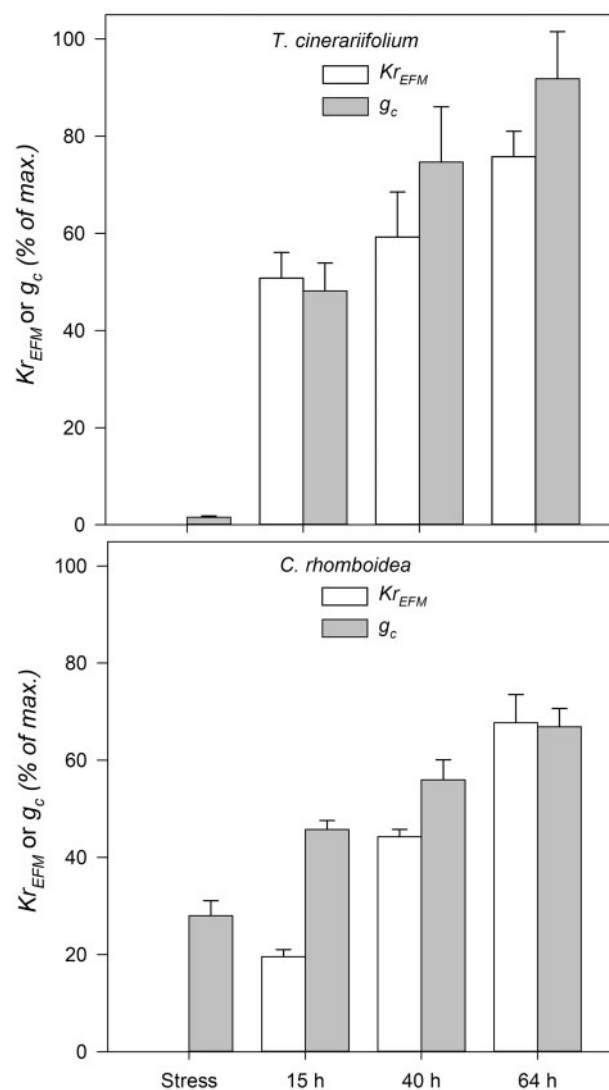 T. cinerariifolium
Kr_EFM
g_c
100
80
60
40
20
0
Kr_EFM or g_c (% of max.)
C. rhomboidea
Kr_EFM
g_c
100
80
60
40
20
0
Kr_EFM or g_c (% of max.)
Stress 15 h 40 h 64 h